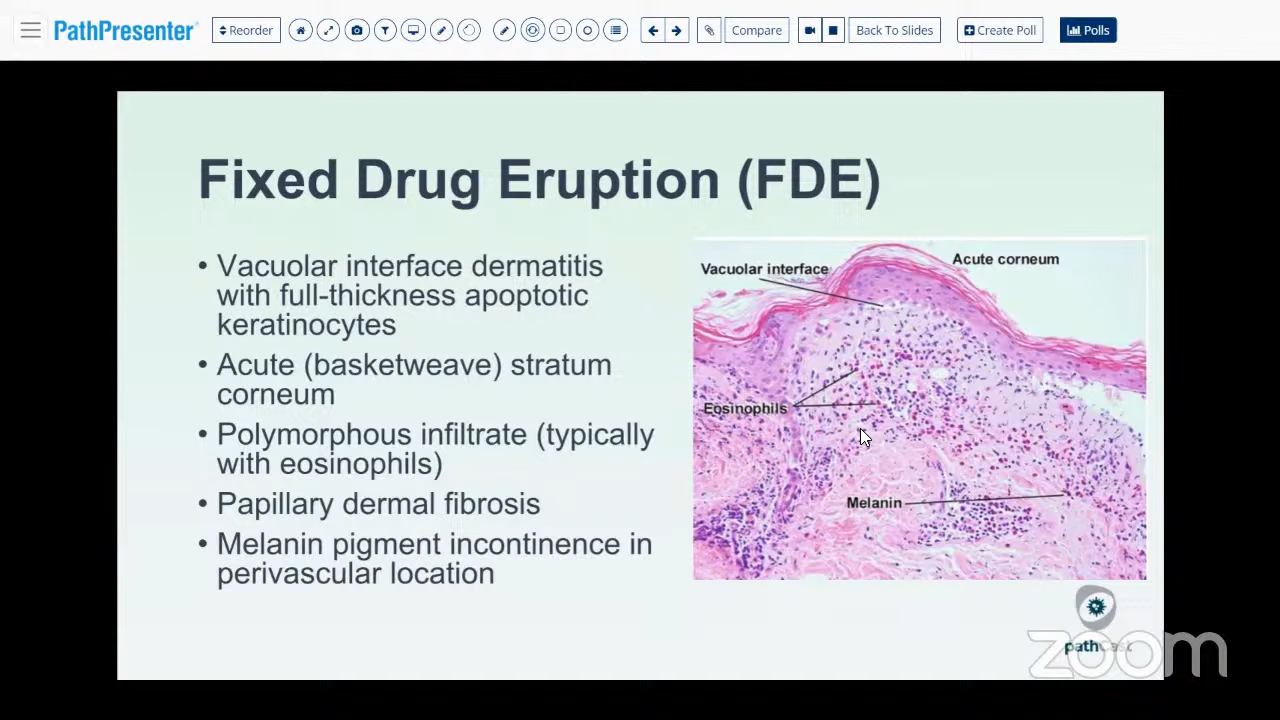 PathPresenter
Reorder
Compare
Back To Slides
Create Poll
Polls
Fixed Drug Eruption (FDE)
• Vacuolar interface dermatitis
with full-thickness apoptotic
keratinocytes
• Acute (basketweave) stratum
corneum
• Polymorphous infiltrate (typically
with eosinophils)
• Papillary dermal fibrosis
• Melanin pigment incontinence in
perivascular location
Vacuolar interface
Acute corneum
Eosinophils
Melanin
pathCast
zoom